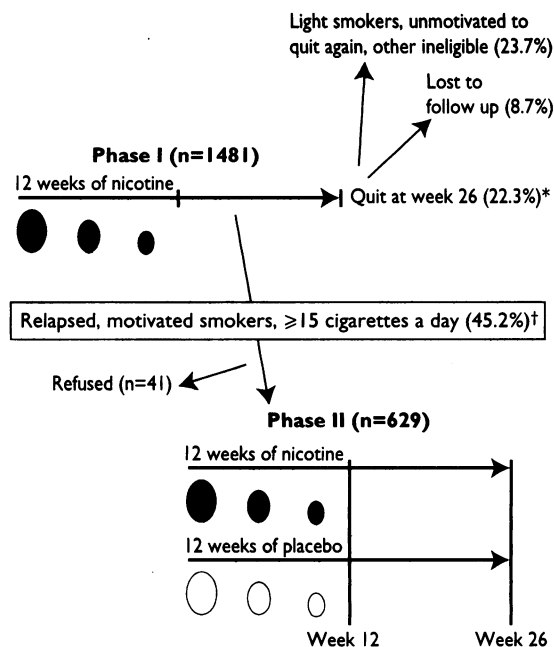 Light smokers, unmotivated to
quit again, other ineligible (23.7%)
Lost to
follow up (8.7%)
Phase I (n=1481)
12 weeks of nicotine
Quit at week 26 (22.3%)*
Relapsed, motivated smokers, ⩾15 cigarettes a day (45.2%)†
Refused (n=41)
Phase II (n=629)
12 weeks of nicotine
12 weeks of placebo
Week 12
Week 26